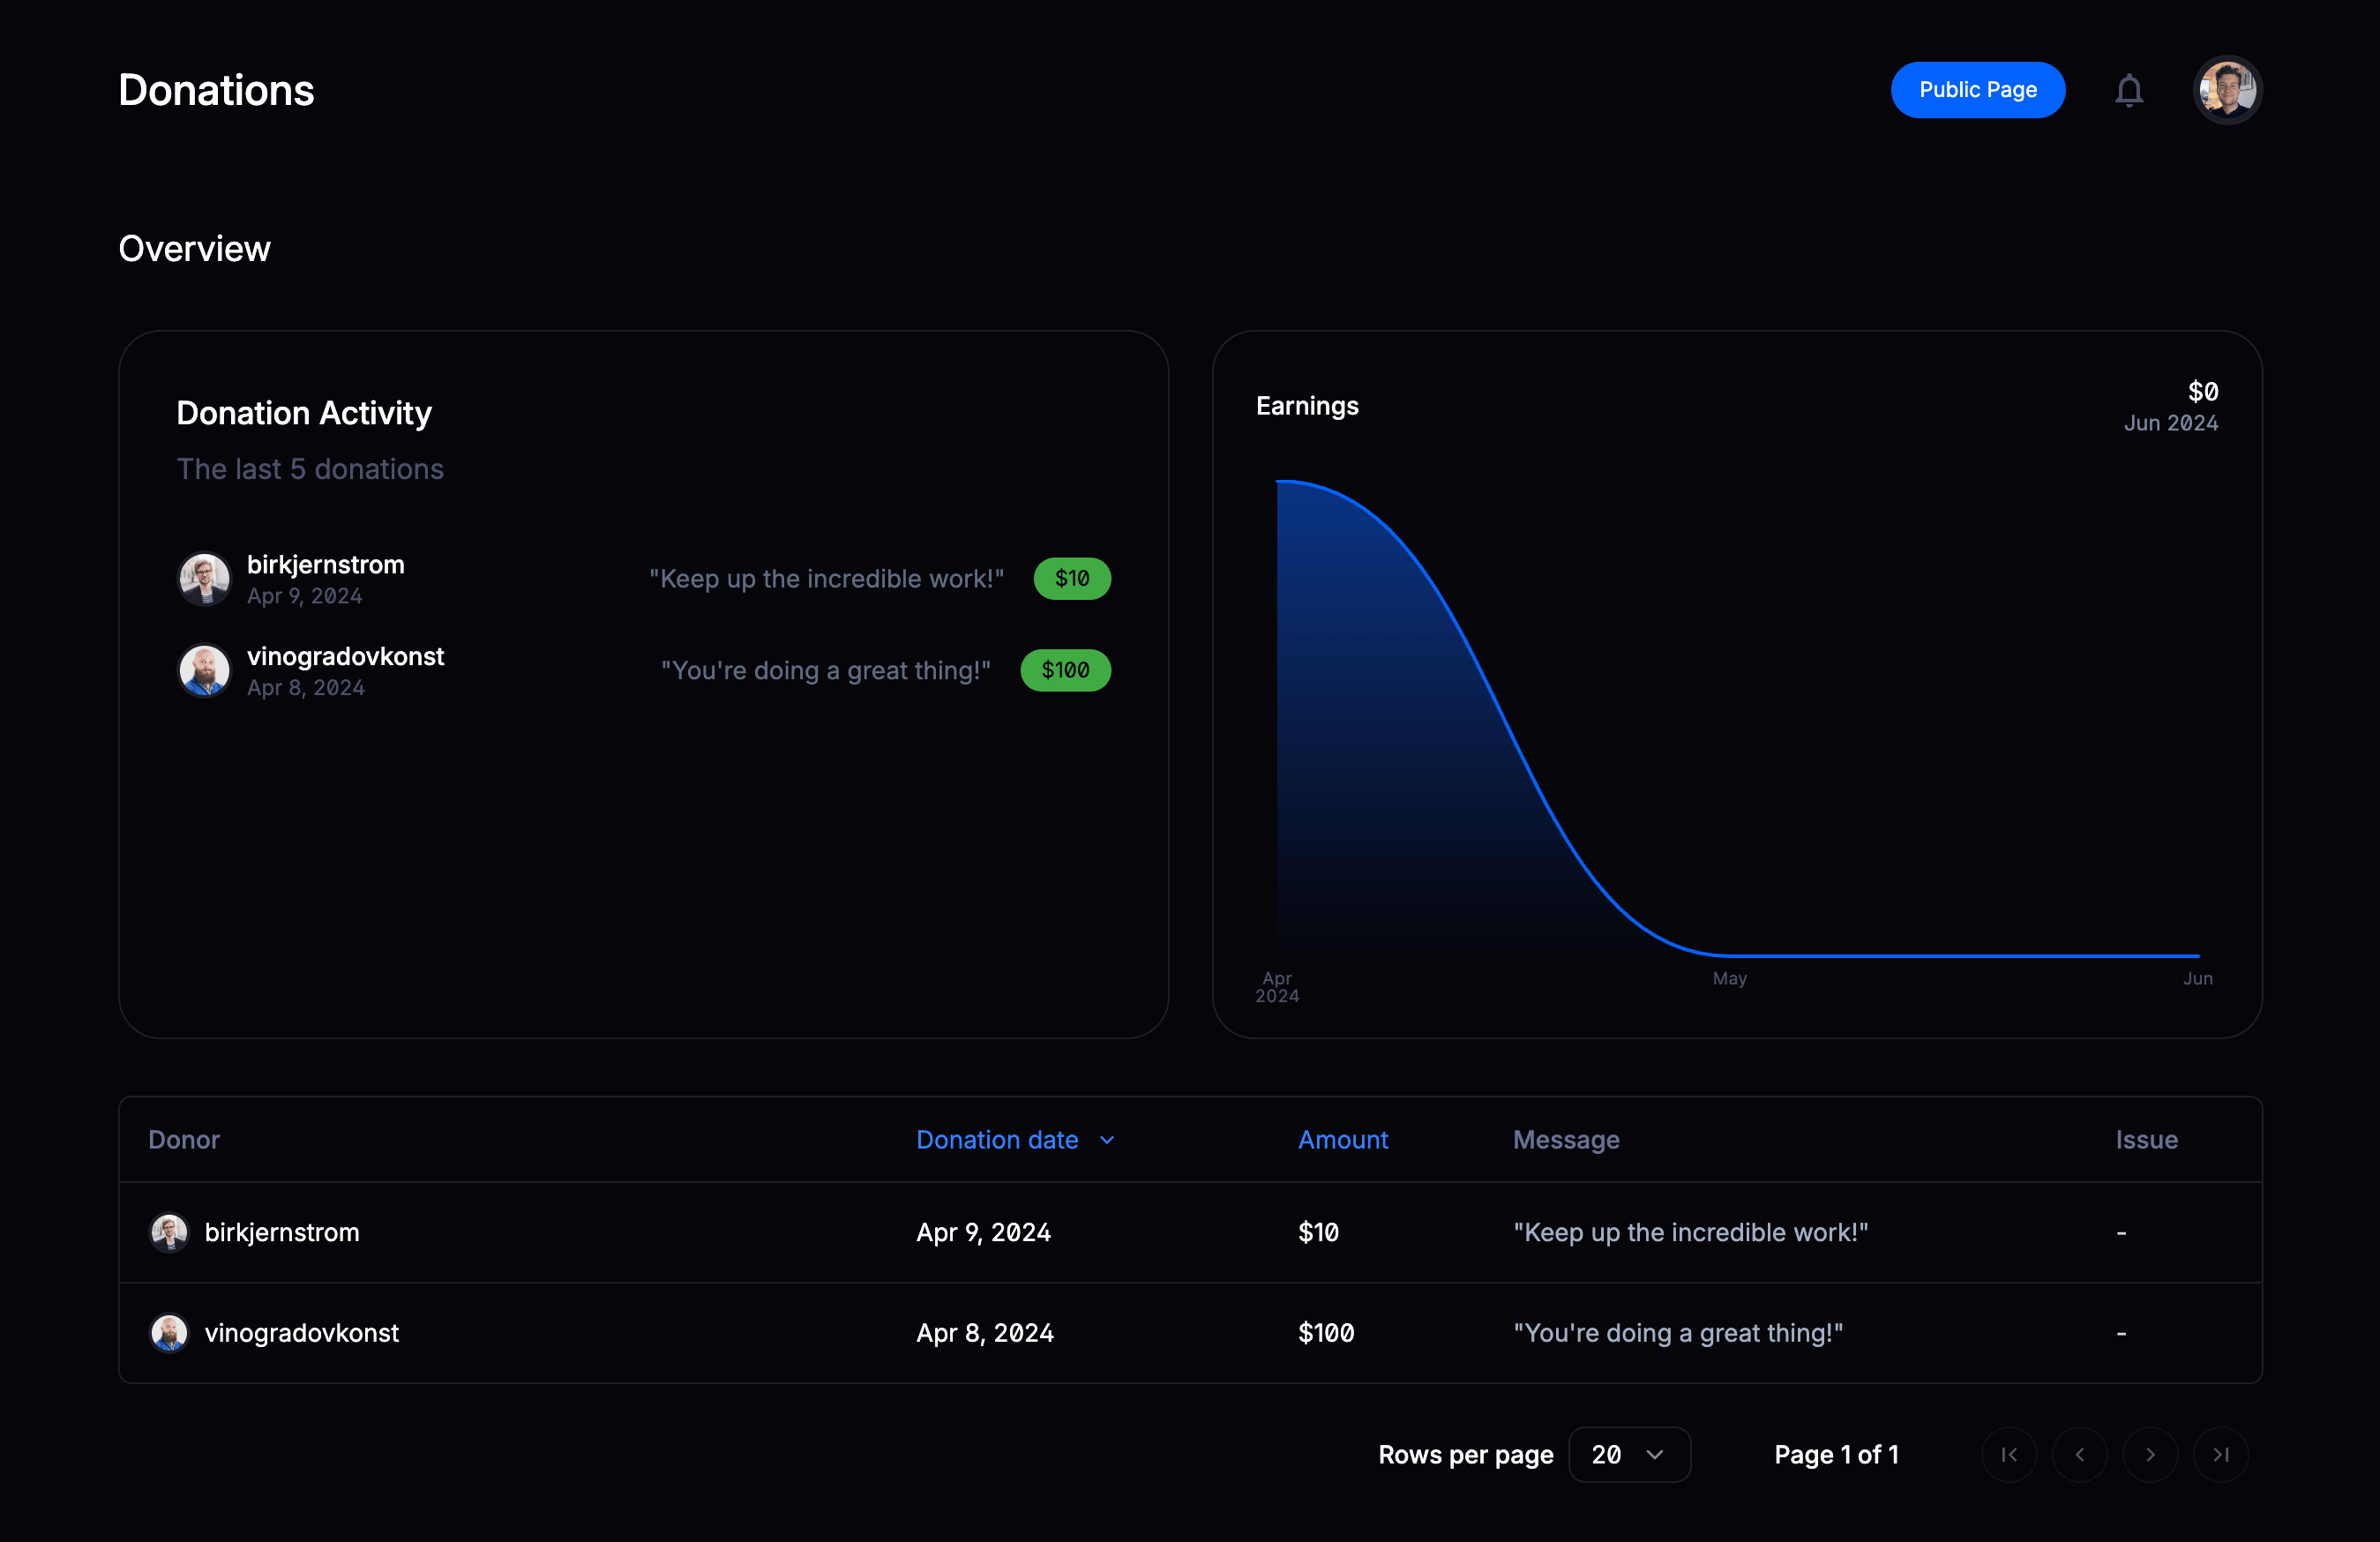 Donations
Public Page
Overview
Donation Activity
The last 5 donations
birkjernstrom
Apr 9, 2024
"Keep up the incredible work!"
$10
vinogradovkonst
Apr 8, 2024
"You're doing a great thing!"
$100
Earnings
$0
Jun 2024
Apr
2024
May
Jun
Donor Donation date Amount Message Issue
birkjernstrom Apr 9, 2024 $10 "Keep up the incredible work!" -
vinogradovkonst Apr 8, 2024 $100 "You're doing a great thing!" -
Rows per page 20 Page 1 of 1